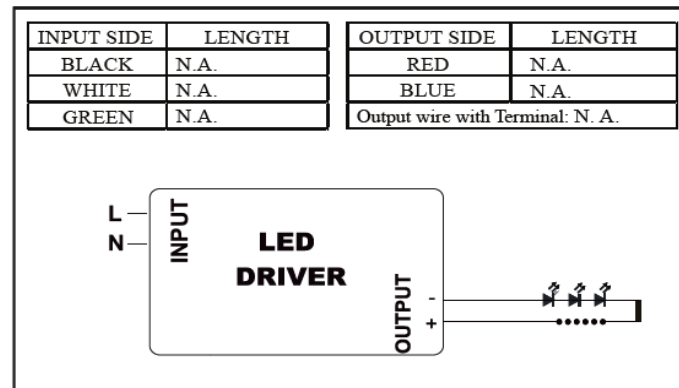 INPUT SIDE LENGTH
BLACK N.A.
WHITE N.A.
GREEN N.A.
OUTPUT SIDE LENGTH
RED N.A.
BLUE N.A.
Output wire with Terminal: N. A.
L
N
INPUT
LED
DRIVER
OUTPUT
-
+